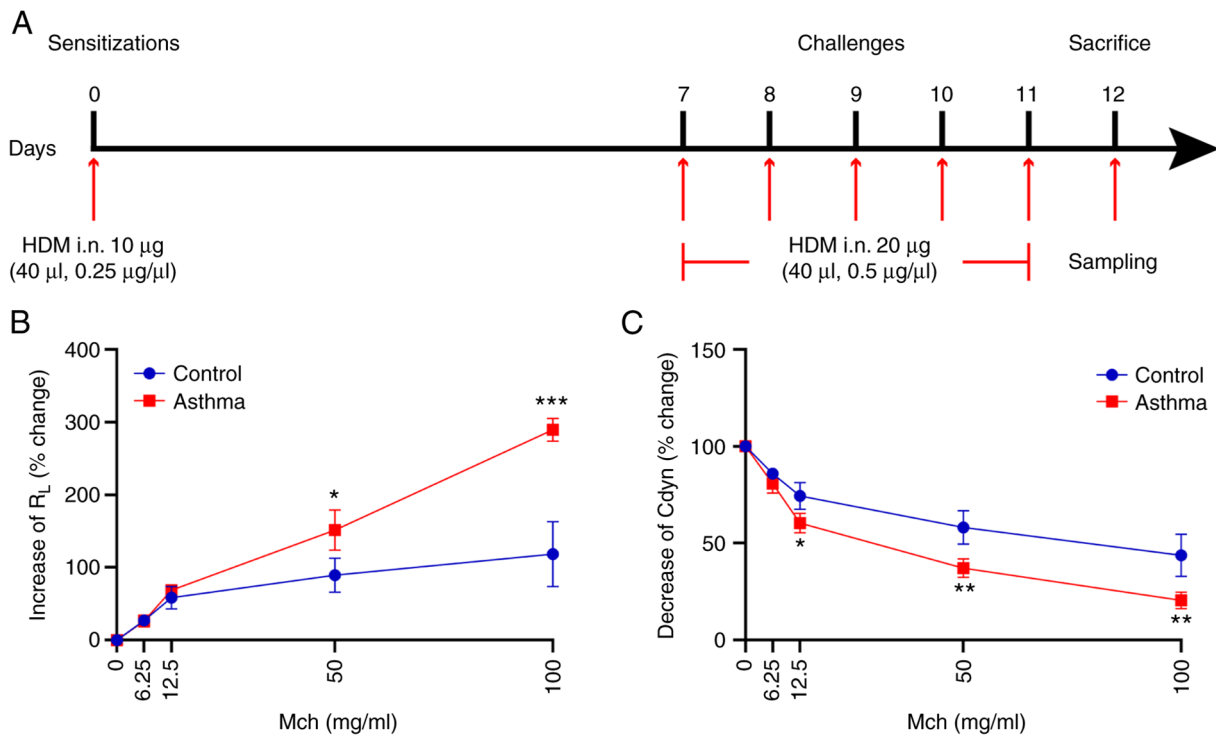 A
Sensitizations
Challenges
Sacrifice
0
7
8
9
10
11
12
Days
HDM i.n. 10 μg
(40 μl, 0.25 μg/μl)
HDM i.n. 20 μg
(40 μl, 0.5 μg/μl)
Sampling
B
Increase of RL (% change)
400
300
200
100
0
Control
Asthma
*
***
0
6.25
12.5
50
100
Mch (mg/ml)
C
Decrease of Cdyn (% change)
150
100
50
0
Control
Asthma
*
**
**
0
6.25
12.5
50
100
Mch (mg/ml)